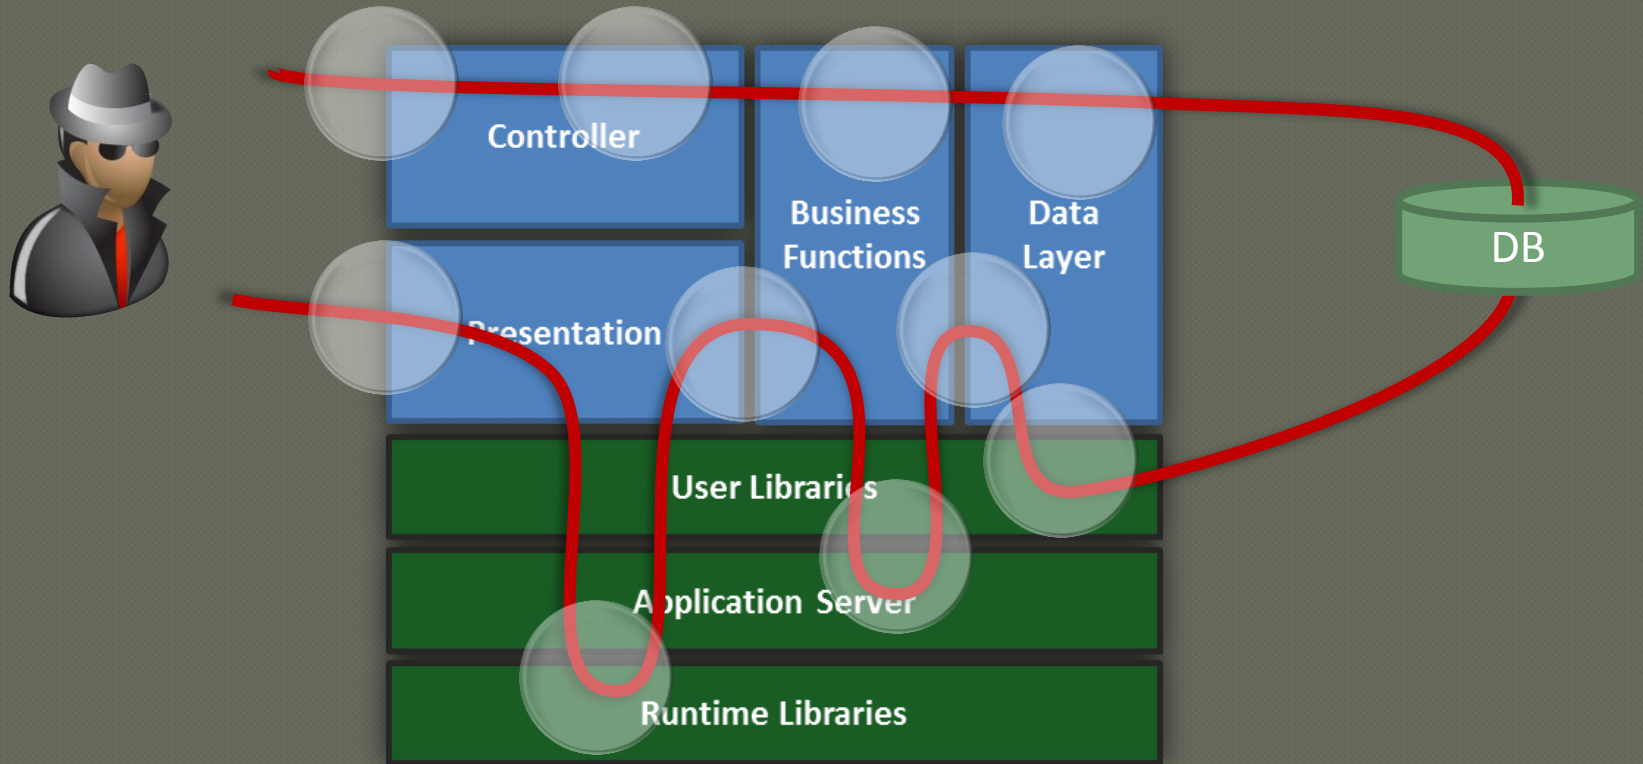 Controller
Business
Functions
Data
Layer
DB
Presentation
User Libraries
Application Server
Runtime Libraries